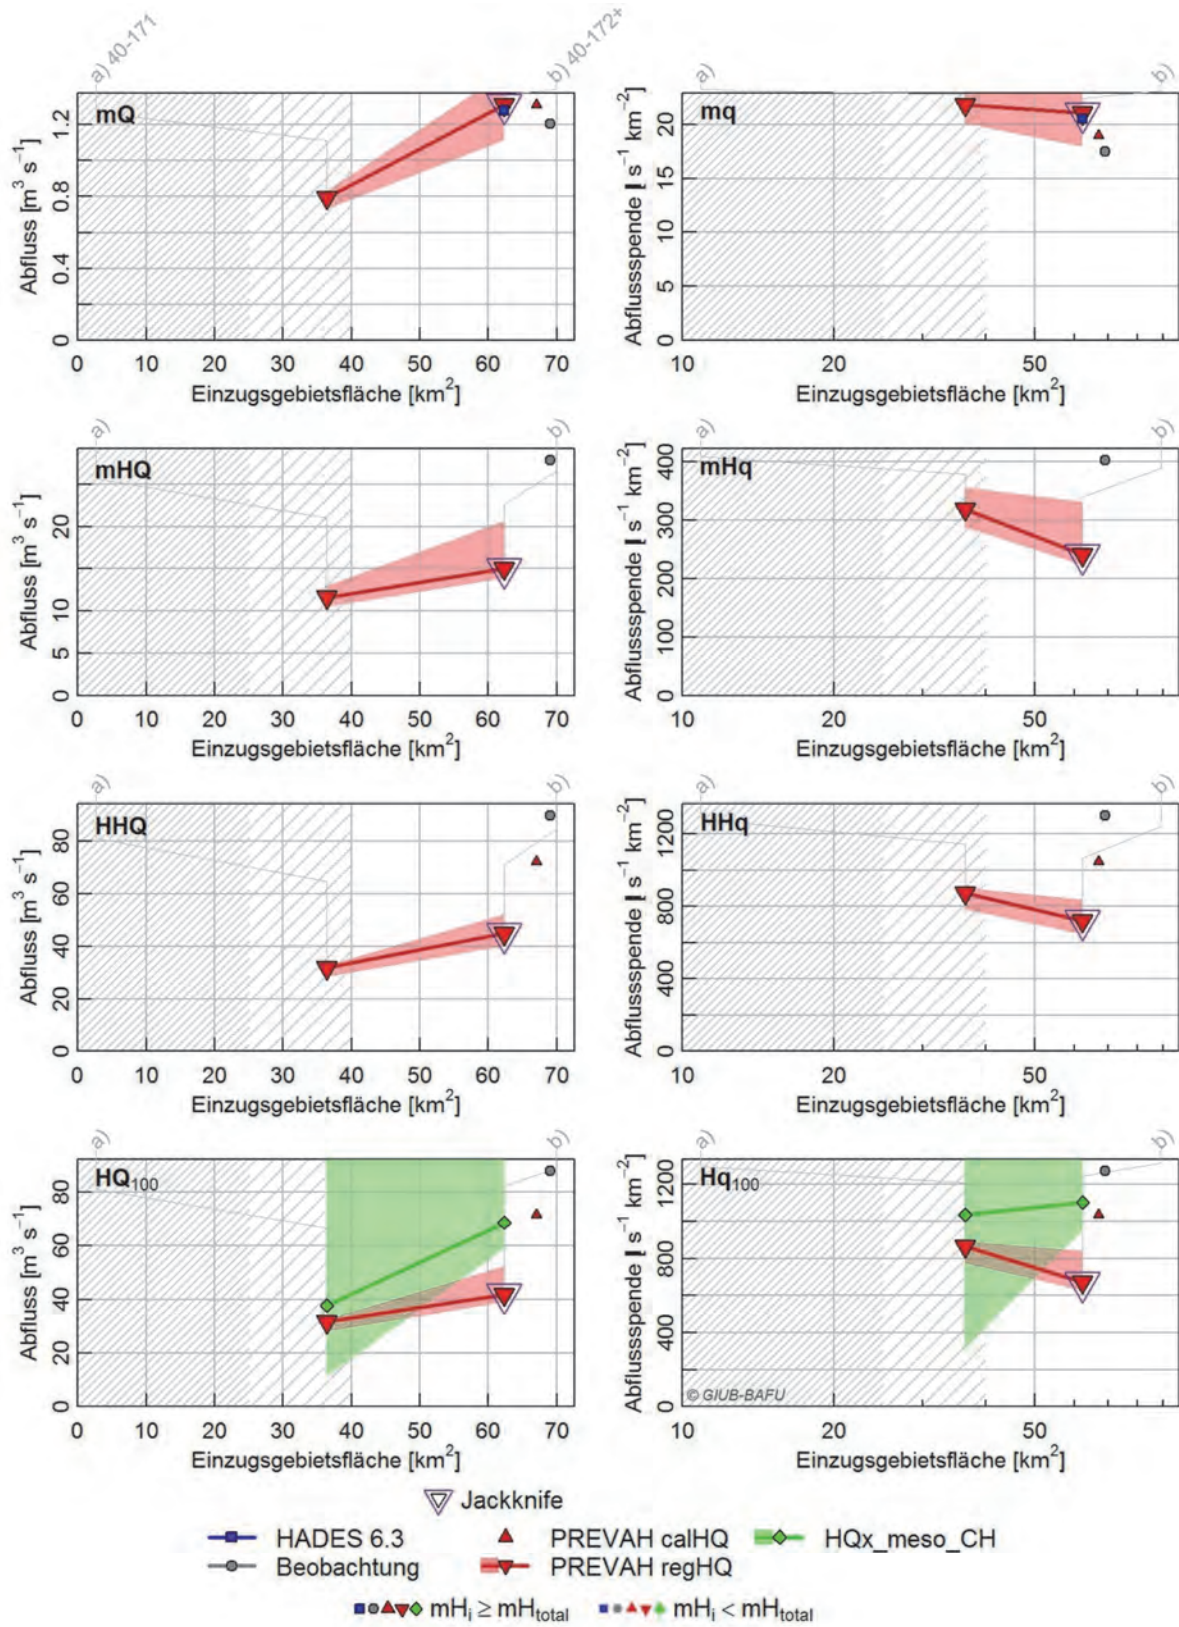 a) 40-171
b) 40-172+
mQ
Abfluss [m³ s⁻¹]
1.2
0.8
0.4
0
0 10 20 30 40 50 60 70
Einzugsgebietsfläche [km²]
b)
mq
Abflussspende [l s⁻¹ km⁻²]
20
15
10
5
0
10 20 50
Einzugsgebietsfläche [km²]
a)
b)
mHQ
Abfluss [m³ s⁻¹]
20
10
5
0
0 10 20 30 40 50 60 70
Einzugsgebietsfläche [km²]
a)
b)
mHq
Abflussspende [l s⁻¹ km⁻²]
400
300
200
100
0
10 20 50
Einzugsgebietsfläche [km²]
a)
b)
HHQ
Abfluss [m³ s⁻¹]
80
60
40
20
0
0 10 20 30 40 50 60 70
Einzugsgebietsfläche [km²]
a)
b)
HHq
Abflussspende [l s⁻¹ km⁻²]
1200
800
400
0
10 20 50
Einzugsgebietsfläche [km²]
a)
b)
HQ₁₀₀
Abfluss [m³ s⁻¹]
80
60
40
20
0
0 10 20 30 40 50 60 70
Einzugsgebietsfläche [km²]
a)
b)
Hq₁₀₀
Abflussspende [l s⁻¹ km⁻²]
1200
800
400
0
© GIUB-BAFU
10 20 50
Einzugsgebietsfläche [km²]
Jackknife
HADES 6.3 PREVAH calHQ HQx_meso_CH
Beobachtung PREVAH regHQ
mHᵢ ≥ mH_total mHᵢ < mH_total